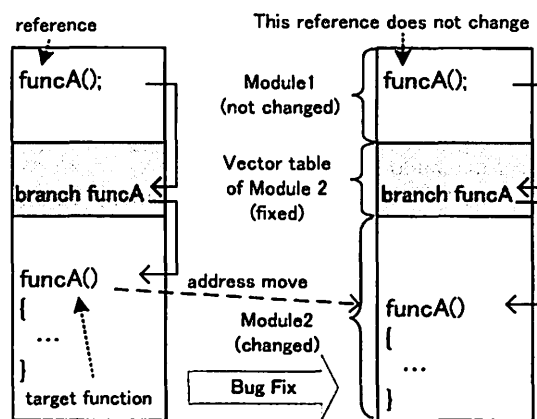 reference
funcA();
branch funcA
funcA()
{
...
}
target function
This reference does not change
Module1
(not changed)
funcA();
Vector table
of Module 2
(fixed)
branch funcA
address move
Module2
(changed)
Bug Fix
funcA()
{
...
}